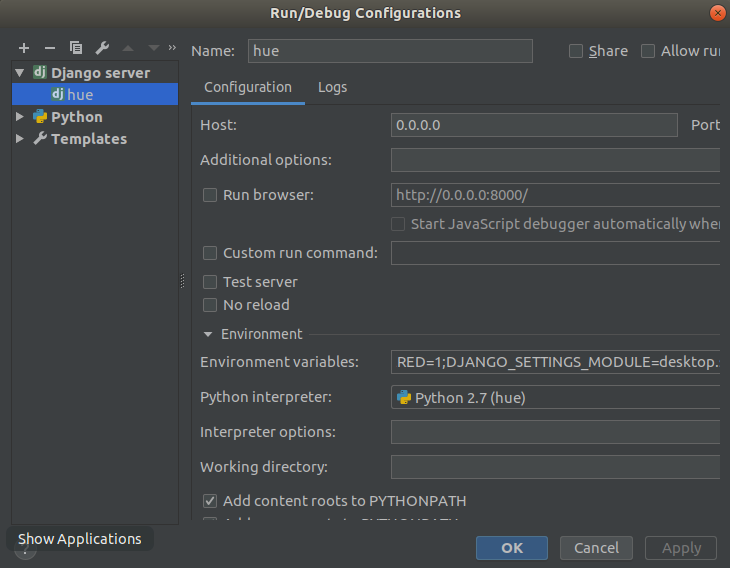 Run/Debug Configurations
Name: hue Share Allow ru
Django server
hue
Python
Templates
Configuration Logs
Host: 0.0.0.0 Port
Additional options:
Run browser: http://0.0.0.0:8000/
Start JavaScript debugger automatically whe
Custom run command:
Test server
No reload
Environment
Environment variables: RED=1;DJANGO_SETTINGS_MODULE=desktop.
Python interpreter: Python 2.7 (hue)
Interpreter options:
Working directory:
Add content roots to PYTHONPATH
Show Applications
? OK Cancel Apply